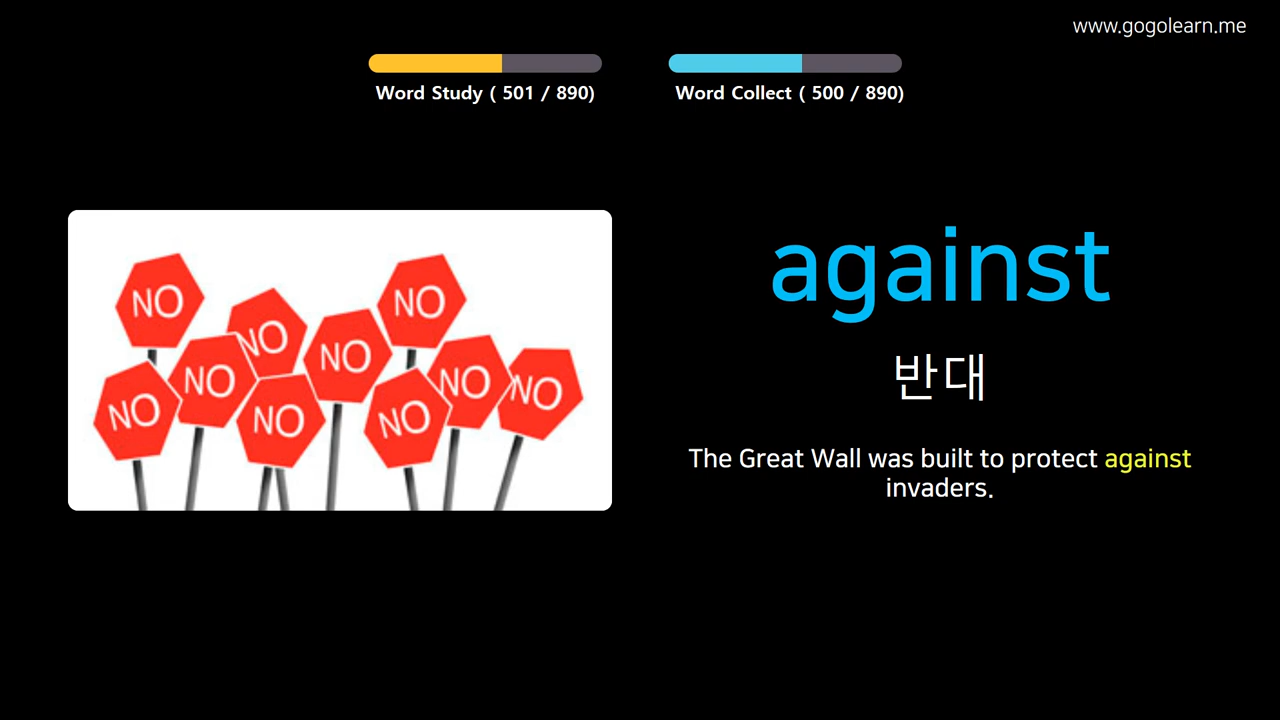 www.gogolearn.me
Word Study ( 501 / 890)
Word Collect ( 500 / 890)
NO
NO
NO
NO
NO
NO
NO
NO
NO
NO
against
반대
The Great Wall was built to protect against
invaders.